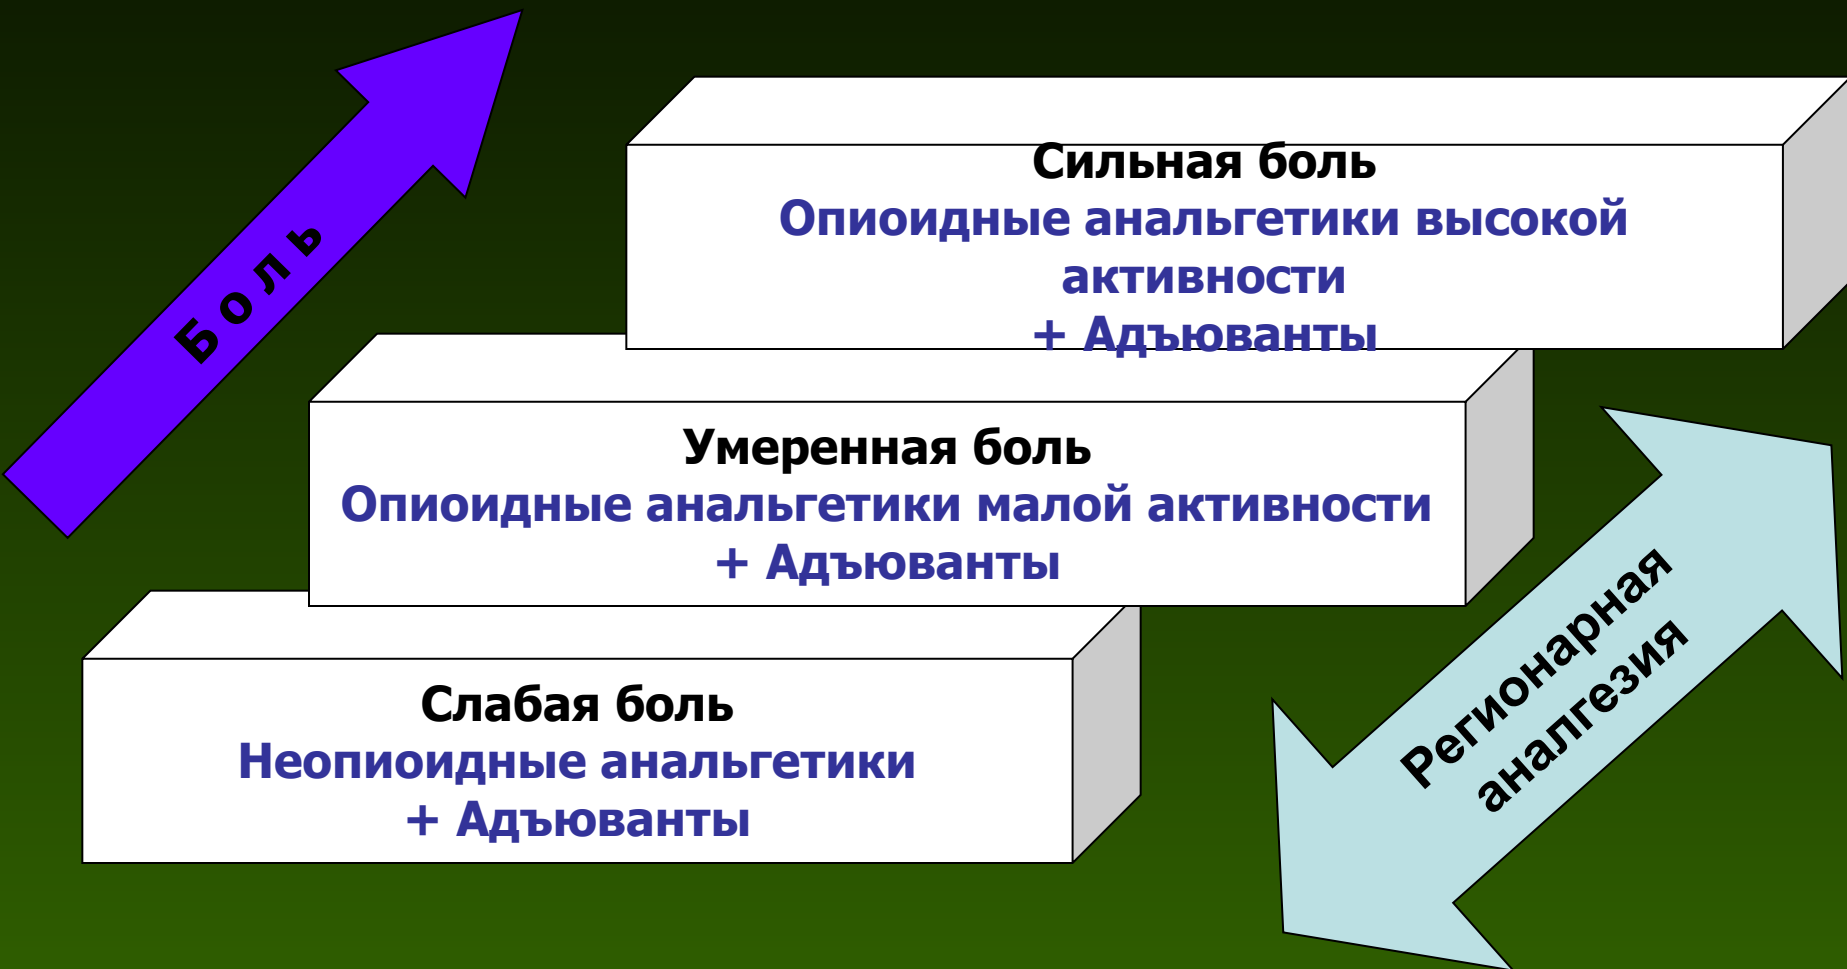 Боль
Сильная боль
Опиоидные анальгетики высокой
активности
+ Адъюванты
Умеренная боль
Опиоидные анальгетики малой активности
+ Адъюванты
Слабая боль
Неопиоидные анальгетики
+ Адъюванты
Регионарная
аналгезия